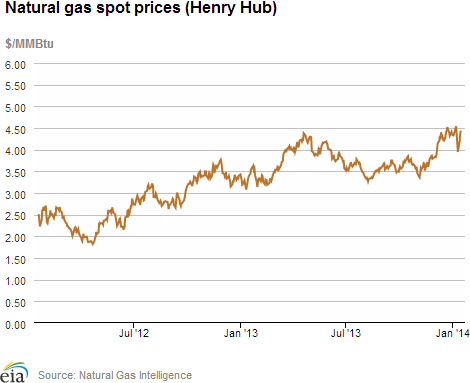 Natural gas spot prices (Henry Hub)
$/MMBtu
6.00
5.50
5.00
4.50
4.00
3.50
3.00
2.50
2.00
1.50
1.00
0.50
0.00
Jul '12
Jan '13
Jul '13
Jan '14
eia
Source: Natural Gas Intelligence